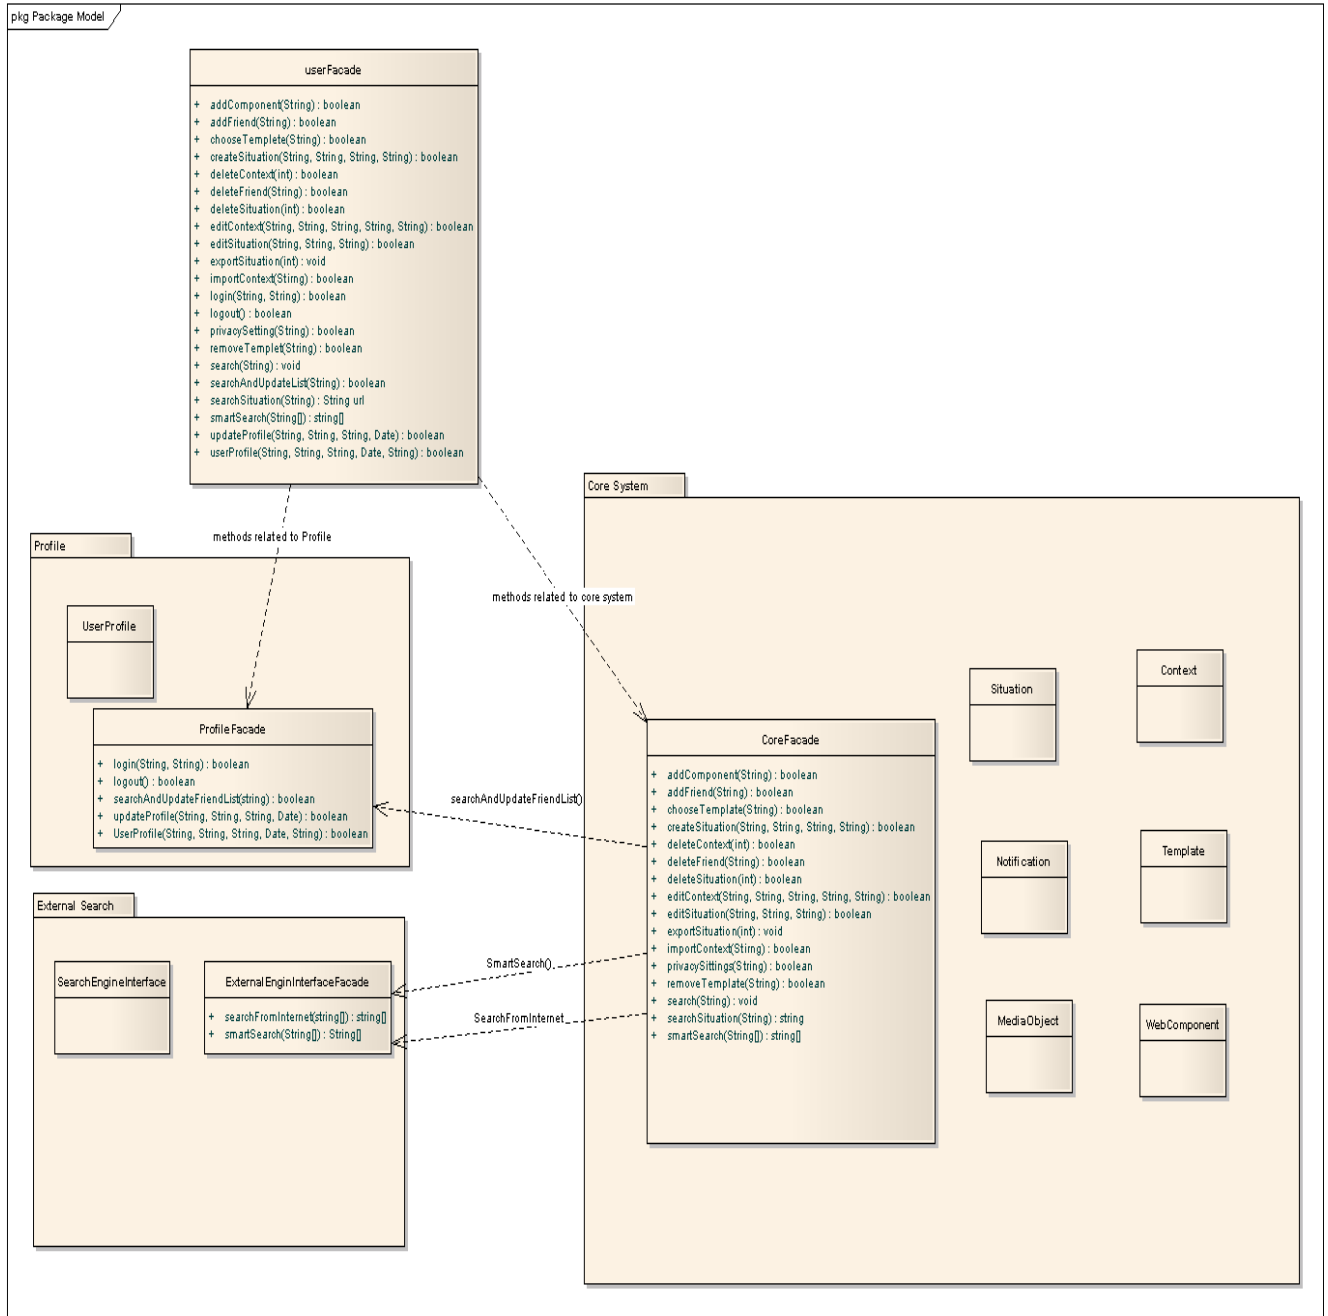 pkg Package Model
userFacade
+ addComponent(String) : boolean
+ addFriend(String) : boolean
+ chooseTemplete(String) : boolean
+ createSituation(String, String, String, String) : boolean
+ deleteContext(int) : boolean
+ deleteFriend(String) : boolean
+ deleteSituation(int) : boolean
+ editContext(String, String, String, String, String) : boolean
+ editSituation(String, String, String) : boolean
+ exportSituation(int) : void
+ importContext(Stirng) : boolean
+ login(String, String) : boolean
+ logout() : boolean
+ privacySetting(String) : boolean
+ removeTemplet(String) : boolean
+ search(String) : void
+ searchAndUpdateList(String) : boolean
+ searchSituation(String) : String url
+ smartSearch(String[]) : string[]
+ updateProfile(String, String, String, Date) : boolean
+ userProfile(String, String, String, Date, String) : boolean
methods related to Profile
methods related to core system
Profile
UserProfile
ProfileFacade
+ login(String, String) : boolean
+ logout() : boolean
+ searchAndUpdateFriendList(string) : boolean
+ updateProfile(String, String, String, Date) : boolean
+ UserProfile(String, String, String, Date, String) : boolean
searchAndUpdateFriendList()
External Search
SearchEngineInterface
ExternalEnginInterfaceFacade
+ searchFromInternet(string[]) : string[]
+ smartSearch(String[]) : String[]
SmartSearch()
SearchFromInternet
Core System
CoreFacade
+ addComponent(String) : boolean
+ addFriend(String) : boolean
+ chooseTemplate(String) : boolean
+ createSituation(String, String, String, String) : boolean
+ deleteContext(int) : boolean
+ deleteFriend(String) : boolean
+ deleteSituation(int) : boolean
+ editContext(String, String, String, String, String) : boolean
+ editSituation(String, String, String) : boolean
+ exportSituation(int) : void
+ importContext(Stirng) : boolean
+ privacySittings(String) : boolean
+ removeTemplate(String) : boolean
+ search(String) : void
+ searchSituation(String) : string
+ smartSearch(String[]) : string[]
Situation
Context
Notification
Template
MediaObject
WebComponent